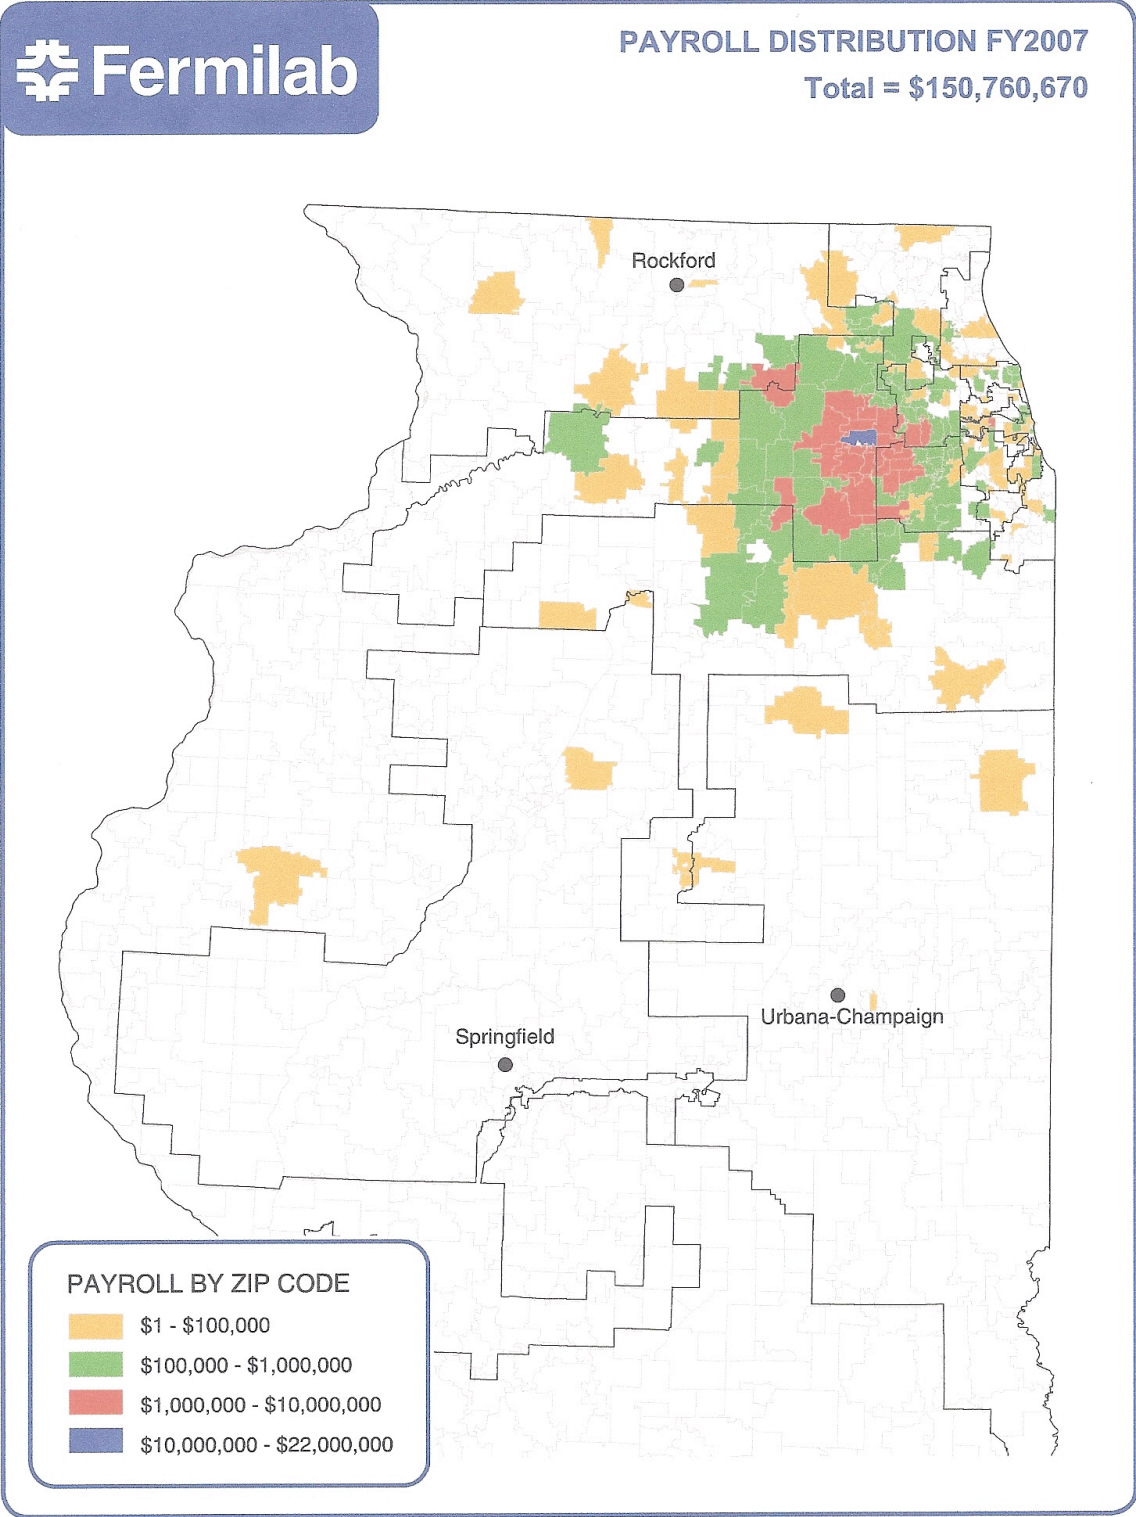 Fermilab
PAYROLL DISTRIBUTION FY2007
Total = $150,760,670
Rockford
Urbana-Champaign
Springfield
PAYROLL BY ZIP CODE
$1 - $100,000
$100,000 - $1,000,000
$1,000,000 - $10,000,000
$10,000,000 - $22,000,000